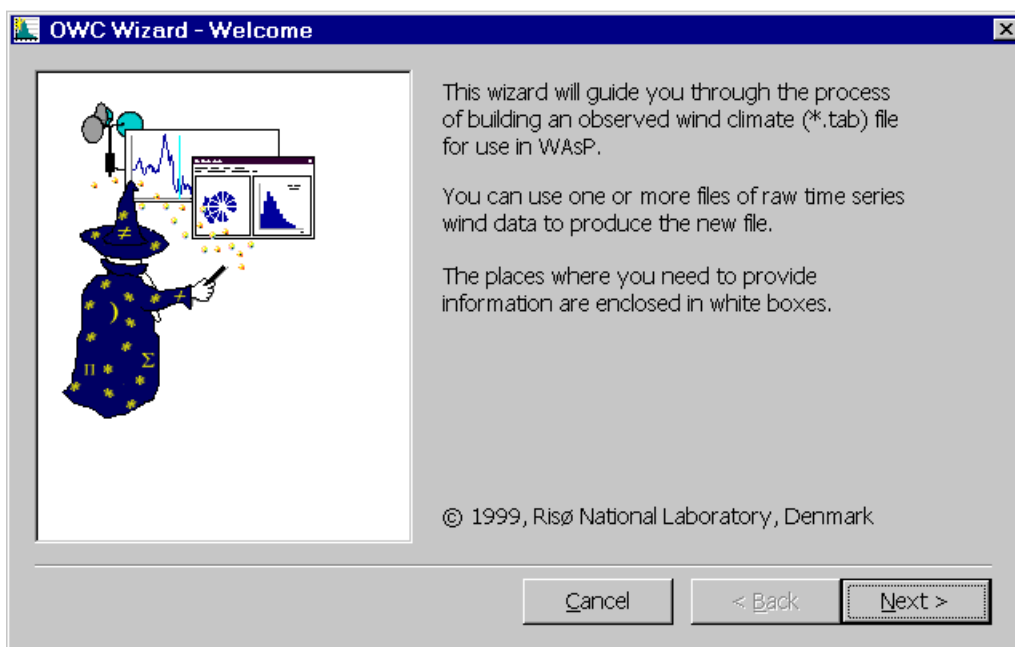 OWC Wizard - Welcome
This wizard will guide you through the process
of building an observed wind climate (*.tab) file
for use in WAsP.
You can use one or more files of raw time series
wind data to produce the new file.
The places where you need to provide
information are enclosed in white boxes.
≠
≠
)
Σ
Π
© 1999, Risø National Laboratory, Denmark
Cancel
< Back
Next >